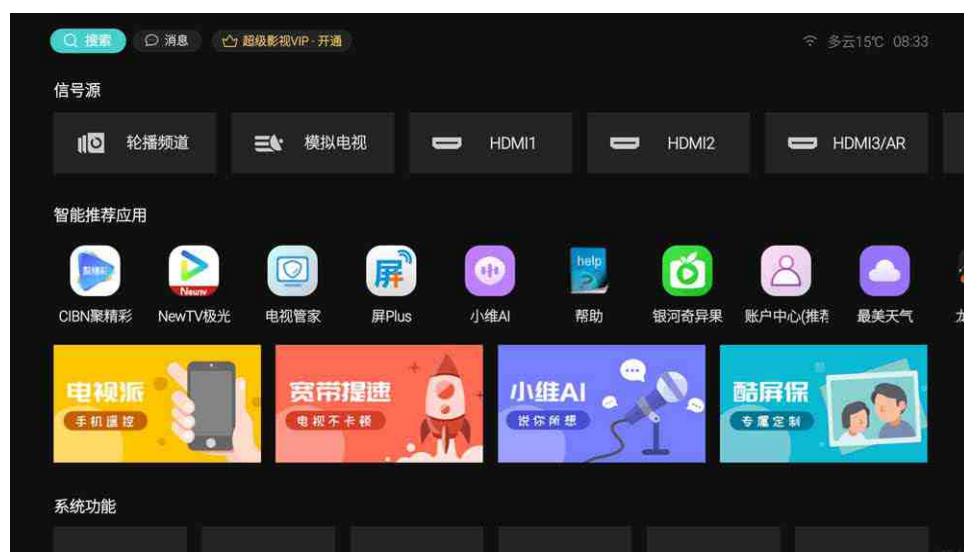 搜索 消息 超级影视VIP · 开通 多云15℃ 08:33
信号源
轮播频道 模拟电视 HDMI1 HDMI2 HDMI3/AR
智能推荐应用
help
Newtv
CIBN聚精彩 NewTV极光 电视管家 屏Plus 小维AI 帮助 银河奇异果 账户中心(推荐 最美天气
屏
电视派 宽带提速 小维AI 酷屏保
手机遥控 电视不卡顿 说你所想 专属定制
系统功能